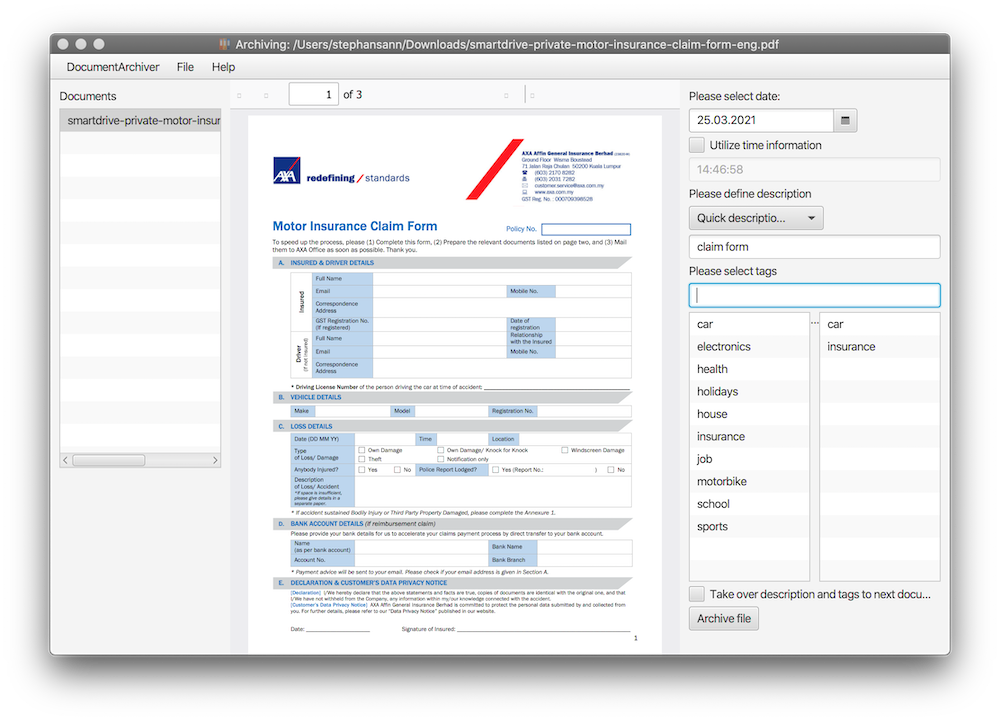 Archiving: /Users/stephansann/Downloads/smartdrive-private-motor-insurance-claim-form-eng.pdf
DocumentArchiver File Help
Documents
smartdrive-private-motor-insur
1 of 3
AXA redefining / standards
AXA Affin General Insurance Berhad
Ground Floor Wisma Boustead
71 Jalan Raja Chulan 50200 Kuala Lumpur
(603) 2170 8282
(603) 2031 7282
customer.service@axa.com.my
www.axa.com.my
GST Reg. No. : 000709398528
Motor Insurance Claim Form
Policy No.
To speed up the process, please (1) Complete this form, (2) Prepare the relevant documents listed on page two, and (3) Mail
them to AXA Office as soon as possible. Thank you.
A. INSURED & DRIVER DETAILS
Insured
Full Name
Email Mobile No.
Correspondence
Address
GST Registration No.
(if registered)
Date of
registration
Driver
(if not Insured)
Full Name
Relationship
with the Insured
Email Mobile No.
Correspondence
Address
* Driving License Number of the person driving the car at time of accident:
B. VEHICLE DETAILS
Make Model Registration No.
C. LOSS DETAILS
Date (DD MM YY) Time Location
Type
of Loss/ Damage
Own Damage Own Damage/ Knock for Knock Windscreen Damage
Theft Notification only
Anybody Injured? Yes No Police Report Lodged? Yes (Report No.: ) No
Description
of Loss/ Accident
*If space is insufficient,
please give details in a
separate paper.
* If accident sustained Bodily Injury or Third Party Property Damaged, please complete the Annexure 1.
D. BANK ACCOUNT DETAILS (if reimbursement claim)
Please provide your bank details for us to accelerate your claims payment process by direct transfer to your bank account.
Name
(as per bank account)
Bank Name
Account No. Bank Branch
* Payment advice will be sent to your email. Please check if your email address is given in Section A.
E. DECLARATION & CUSTOMER'S DATA PRIVACY NOTICE
[Declaration] I/We hereby declare that the above statements and facts are true, copies of documents are identical with the original one, and that
I/We have not withheld from the Company, any information within my/our knowledge connected with the accident.
[Customer's Data Privacy Notice] AXA Affin General Insurance Berhad is committed to protect the personal data submitted by and collected from
you. For further details, please refer to our "Data Privacy Notice" published in our website.
Date: Signature of Insured:
1
Please select date:
25.03.2021
Utilize time information
14:46:58
Please define description
Quick descriptio...
claim form
Please select tags
car
electronics
health
holidays
house
insurance
job
motorbike
school
sports
...
car
insurance
Take over description and tags to next docu...
Archive file